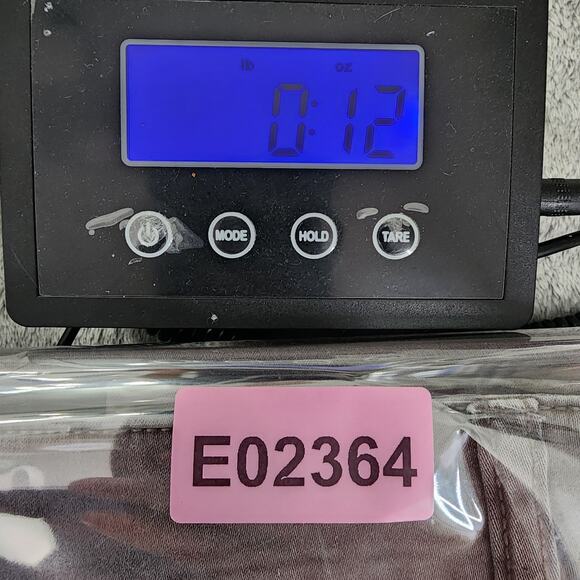 lb oz
0:12
MODE HOLD TARE
E02364